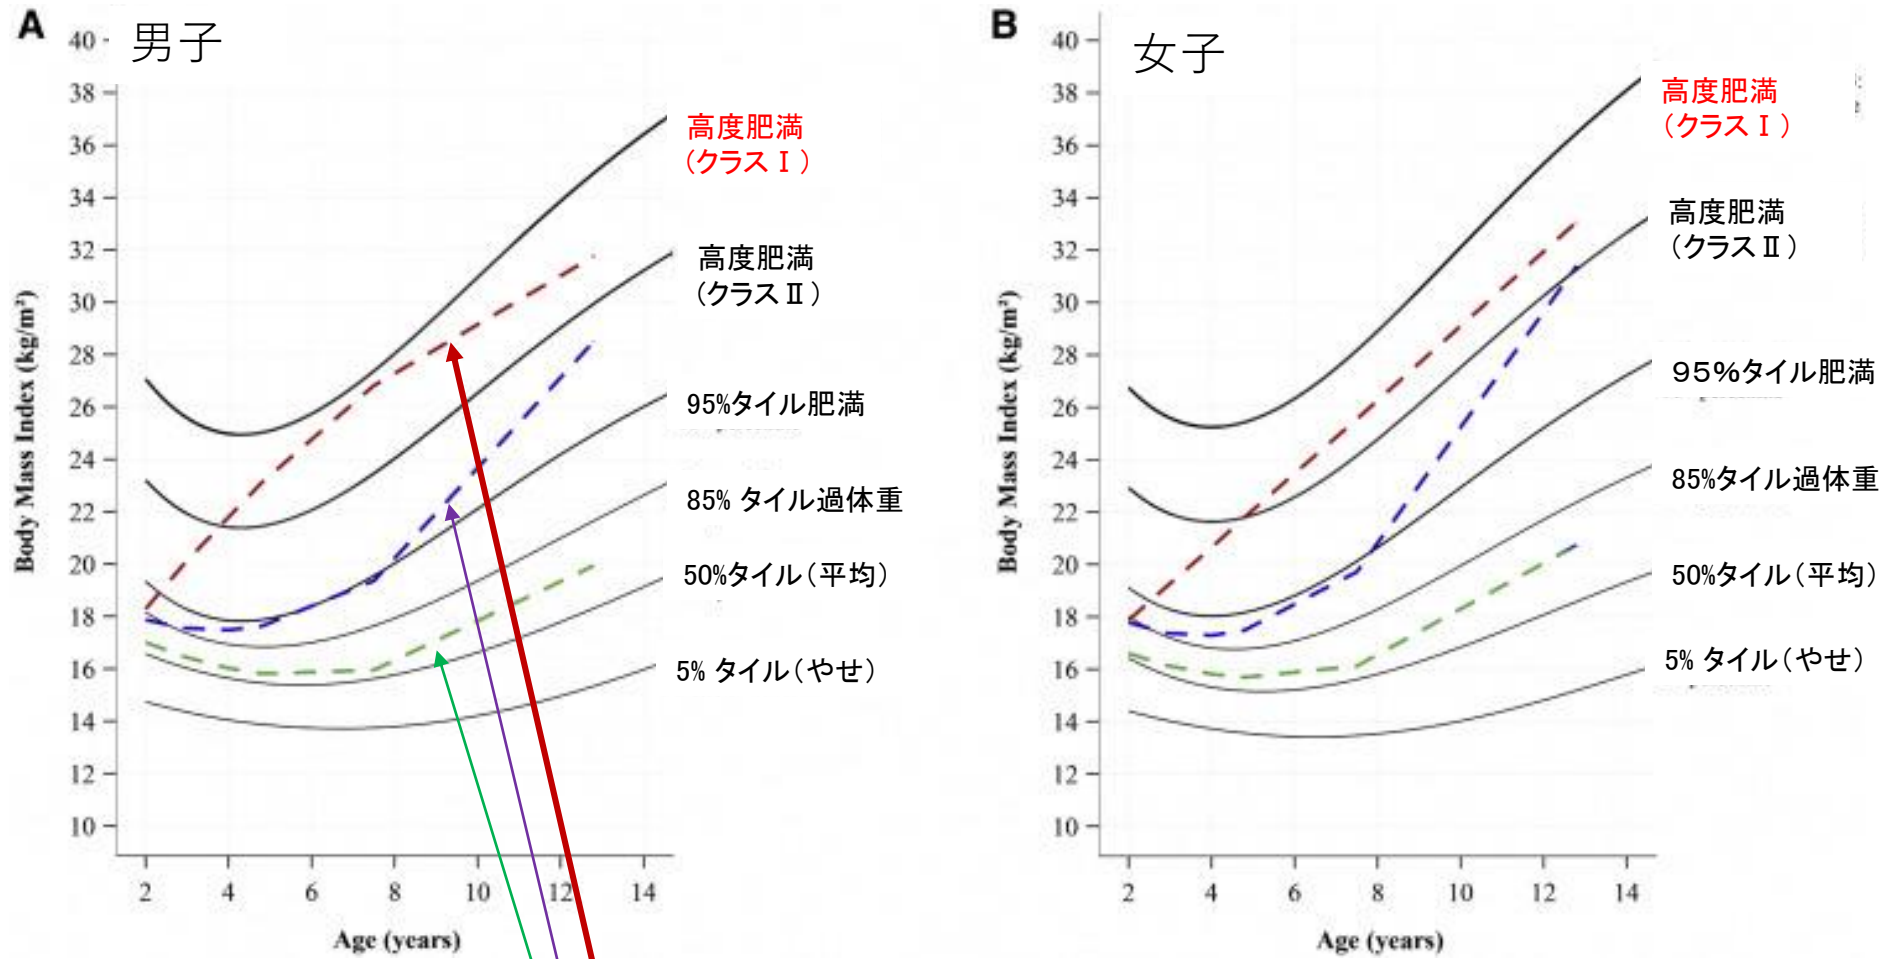 A
男子
40
38
36
34
32
30
28
26
24
22
20
18
16
14
12
10
Body Mass Index (kg/m²)
2 4 6 8 10 12 14
Age (years)
高度肥満
(クラスⅠ)
高度肥満
(クラスⅡ)
95%タイル肥満
85% タイル過体重
50%タイル(平均)
5% タイル(やせ)
B
女子
40
38
36
34
32
30
28
26
24
22
20
18
16
14
12
10
Body Mass Index (kg/m²)
2 4 6 8 10 12 14
Age (years)
高度肥満
(クラスⅠ)
高度肥満
(クラスⅡ)
95%タイル肥満
85%タイル過体重
50%タイル(平均)
5% タイル(やせ)